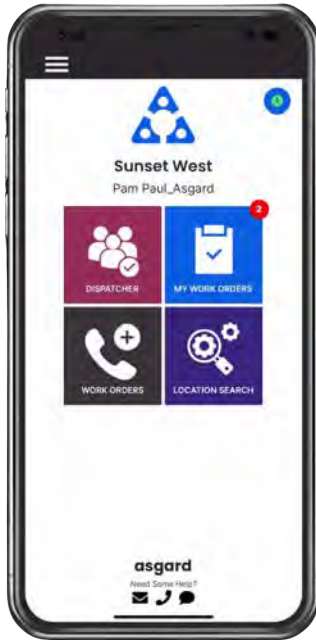 Sunset West
Pam Paul_Asgard
2
DISPATCHER
MY WORK ORDERS
WORK ORDERS
LOCATION SEARCH
asgard
Need Some Help?